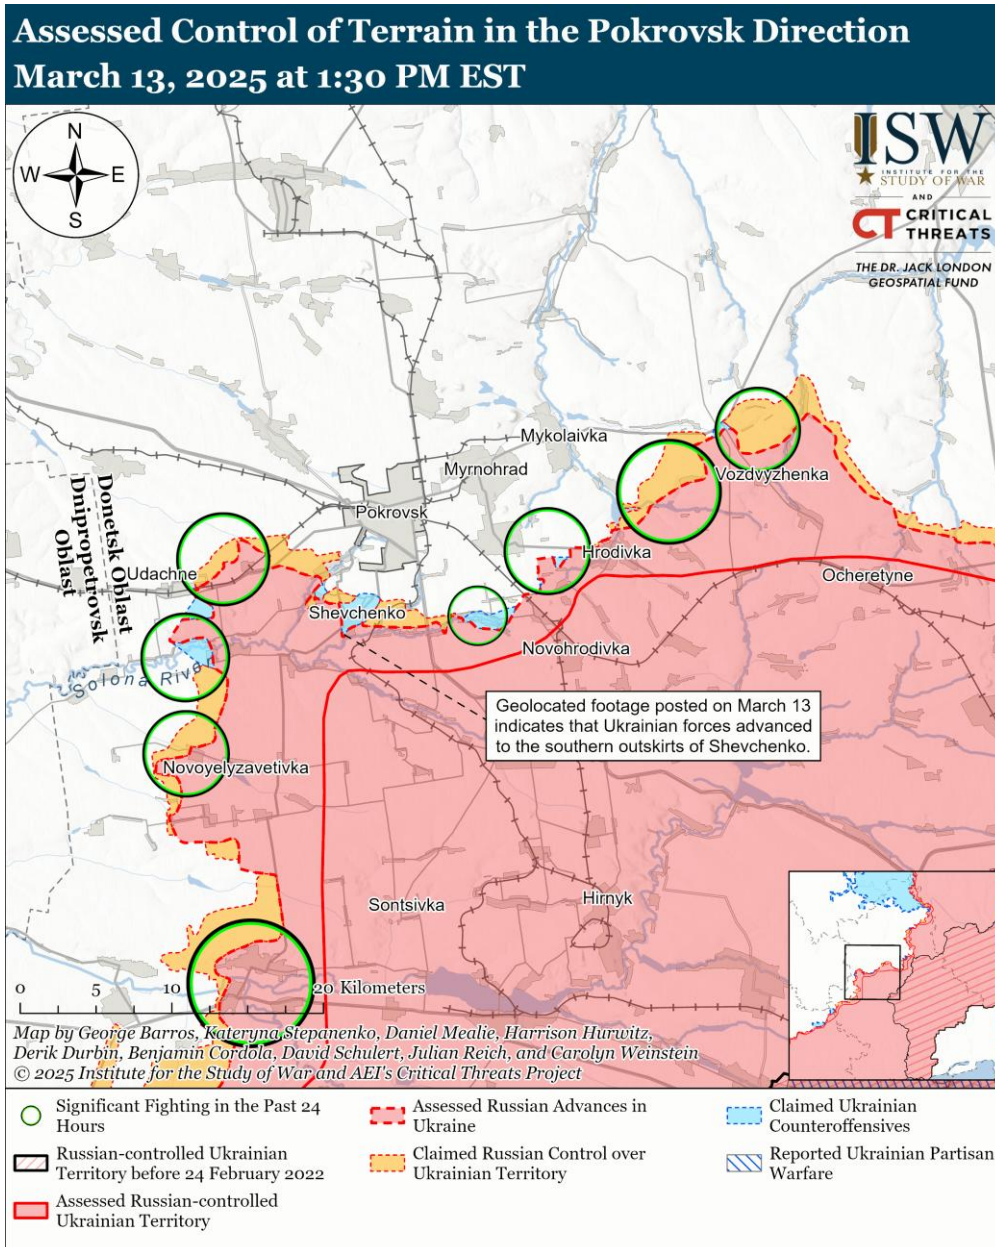 Assessed Control of Terrain in the Pokrovsk Direction
March 13, 2025 at 1:30 PM EST
N
W E
S
ISW
INSTITUTE FOR THE
STUDY OF WAR
AND
CT CRITICAL
THREATS
THE DR. JACK LONDON
GEOSPATIAL FUND
Mykolaivka
Myrnohrad
Vozdvyzhenka
Pokrovsk
Donetsk Oblast
Dnipropetrovsk
Oblast
Hrodivka
Udachne
Ocheretyne
Shevchenko
Novohrodivka
Solona River
Geolocated footage posted on March 13
indicates that Ukrainian forces advanced
to the southern outskirts of Shevchenko.
Novoyelyzavetivka
Sontsivka
Hirnyk
0 5 10 20 Kilometers
Map by George Barros, Kateryna Stepanenko, Daniel Mealie, Harrison Hurwitz,
Derik Durbin, Benjamin Cordola, David Schulert, Julian Reich, and Carolyn Weinstein
© 2025 Institute for the Study of War and AEI's Critical Threats Project
Significant Fighting in the Past 24
Hours
Russian-controlled Ukrainian
Territory before 24 February 2022
Assessed Russian-controlled
Ukrainian Territory
Assessed Russian Advances in
Ukraine
Claimed Russian Control over
Ukrainian Territory
Claimed Ukrainian
Counteroffensives
Reported Ukrainian Partisan
Warfare